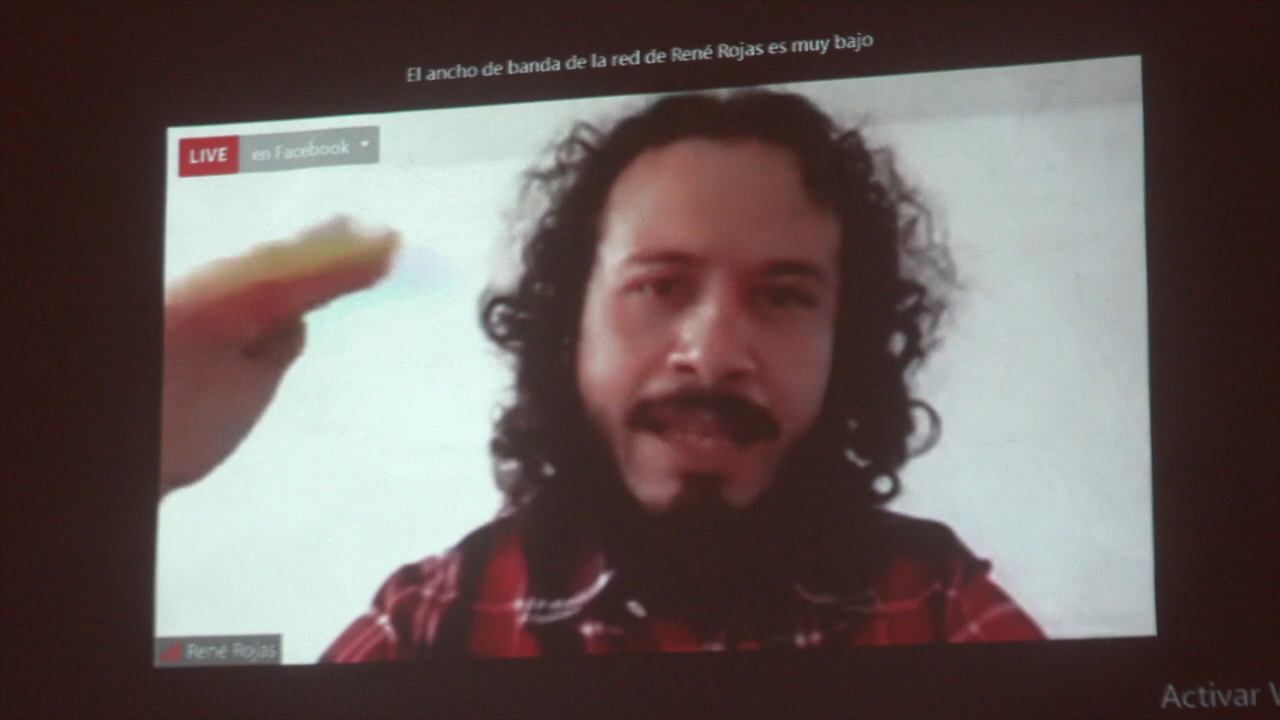 El ancho de banda de la red de René Rojas es muy bajo
LIVE en Facebook
René Rojas
Activar